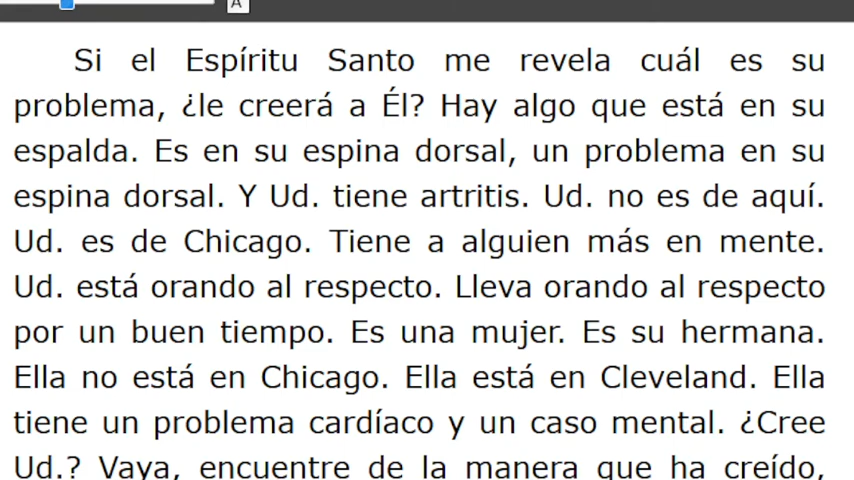 A
Si el Espíritu Santo me revela cuál es su
problema, ¿le creerá a Él? Hay algo que está en su
espalda. Es en su espina dorsal, un problema en su
espina dorsal. Y Ud. tiene artritis. Ud. no es de aquí.
Ud. es de Chicago. Tiene a alguien más en mente.
Ud. está orando al respecto. Lleva orando al respecto
por un buen tiempo. Es una mujer. Es su hermana.
Ella no está en Chicago. Ella está en Cleveland. Ella
tiene un problema cardíaco y un caso mental. ¿Cree
Ud.? Vaya, encuentre de la manera que ha creído,